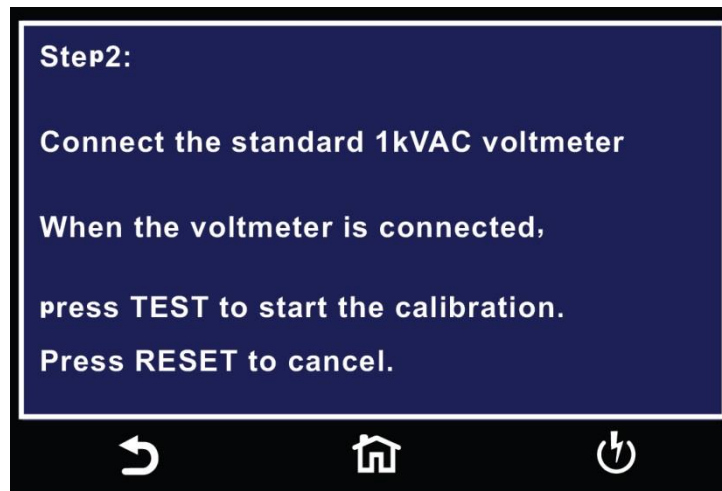 Step2:
Connect the standard 1kVAC voltmeter
When the voltmeter is connected,
press TEST to start the calibration.
Press RESET to cancel.